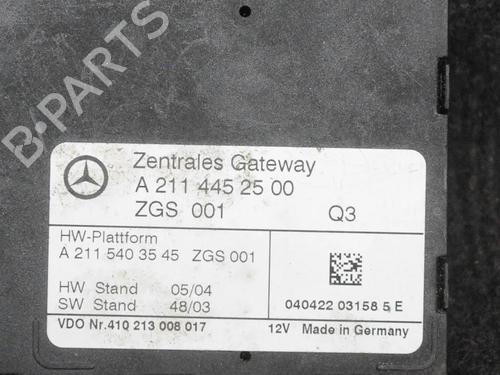 B-PARTS
Zentrales Gateway
A 211 445 25 00
ZGS 001 Q3
HW-Plattform
A 211 540 35 45 ZGS 001
HW Stand 05/04
SW Stand 48/03
040422 03158 5 E
VDO Nr.410 213 008 017 12V Made in Germany